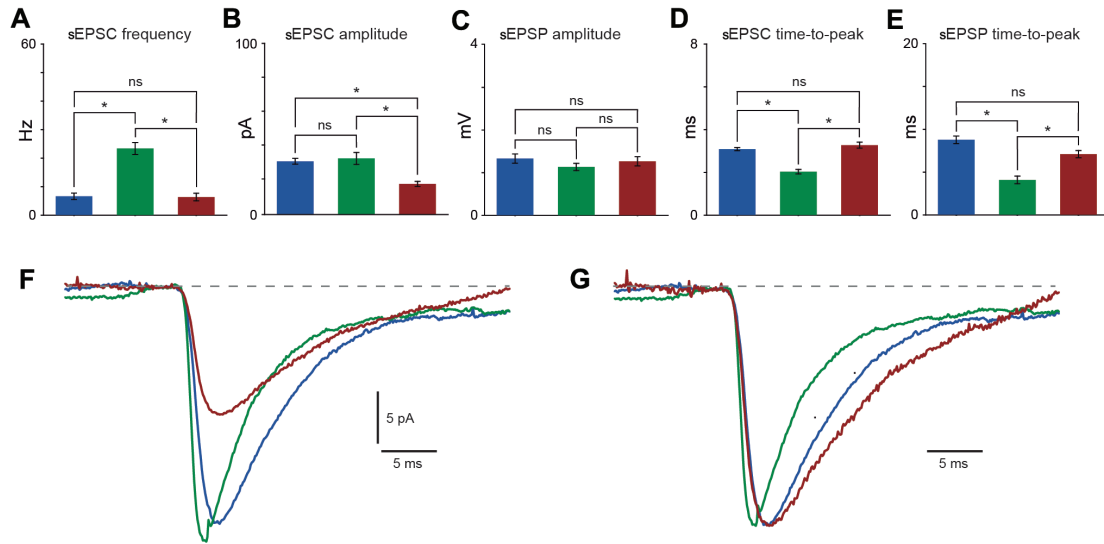 A
sEPSC frequency
60
Hz
0
ns
*
*
B
sEPSC amplitude
100
pA
0
*
*
ns
C
sEPSP amplitude
4
mV
0
ns
ns
ns
D
sEPSC time-to-peak
8
ms
0
ns
*
*
E
sEPSP time-to-peak
20
ms
0
ns
*
*
F
5 pA
5 ms
G
5 ms